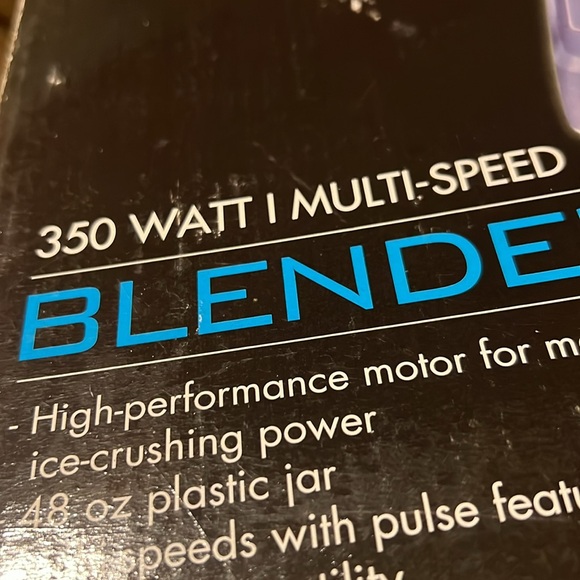 350 WATT | MULTI-SPEED
BLENDE
- High-performance motor for m
ice-crushing power
48 oz plastic jar
speeds with pulse featu